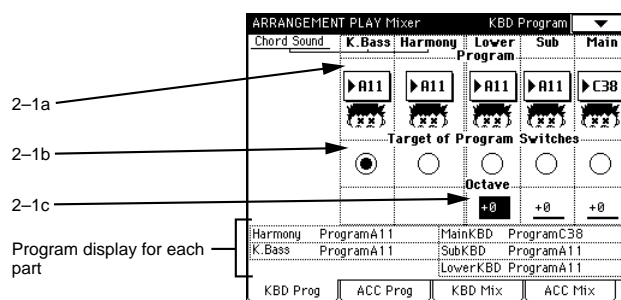 ARRANGEMENT PLAY Mixer KBD Program
Chord Sound K.Bass Harmony Lower Sub Main
Program
A11 A11 A11 A11 C38
2–1a
Target of Program Switches
2–1b
Octave
2–1c
+0 +0 +0
Program display for each
part
Harmony ProgramA11 MainKBD ProgramC38
K.Bass ProgramA11 SubKBD ProgramA11
LowerKBD ProgramA11
KBD Prog ACC Prog KBD Mix ACC Mix